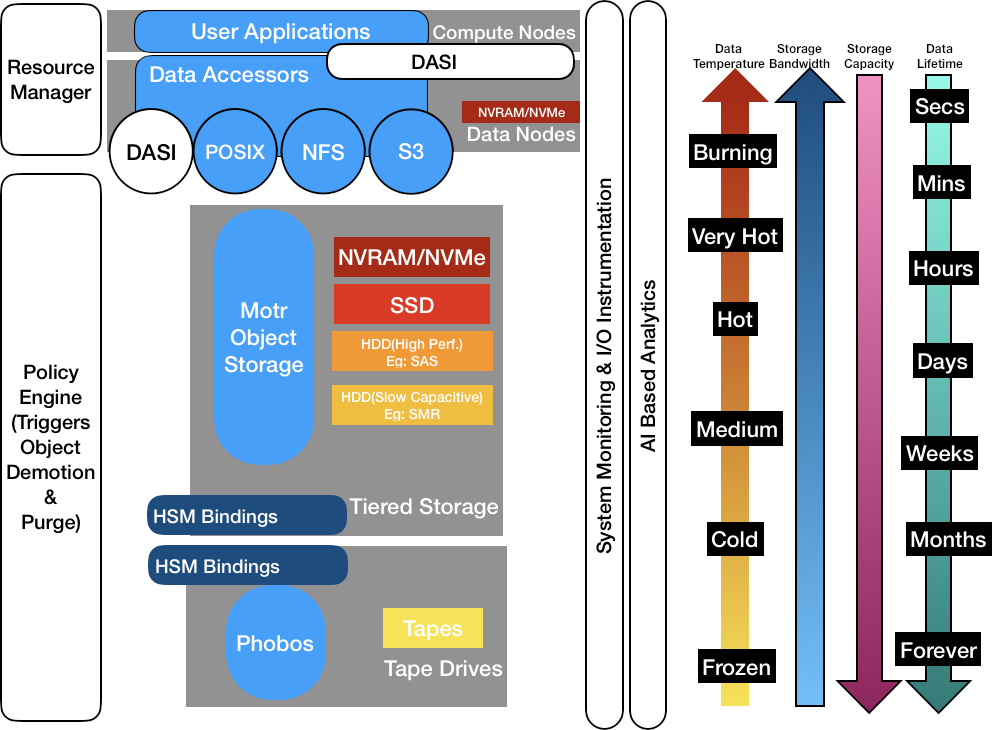 Resource
Manager
User Applications
Compute Nodes
DASI
Data Accessors
NVRAM/NVMe
Data Nodes
DASI
POSIX
NFS
S3
Policy
Engine
(Triggers
Object
Demotion
&
Purge)
Motr
Object
Storage
NVRAM/NVMe
SSD
HDD(High Perf.)
Eg: SAS
HDD(Slow Capacitive)
Eg: SMR
Tiered Storage
HSM Bindings
HSM Bindings
Phobos
Tapes
Tape Drives
System Monitoring & I/O Instrumentation
AI Based Analytics
Data
Temperature
Storage
Bandwidth
Storage
Capacity
Data
Lifetime
Burning
Very Hot
Hot
Medium
Cold
Frozen
Secs
Mins
Hours
Days
Weeks
Months
Forever